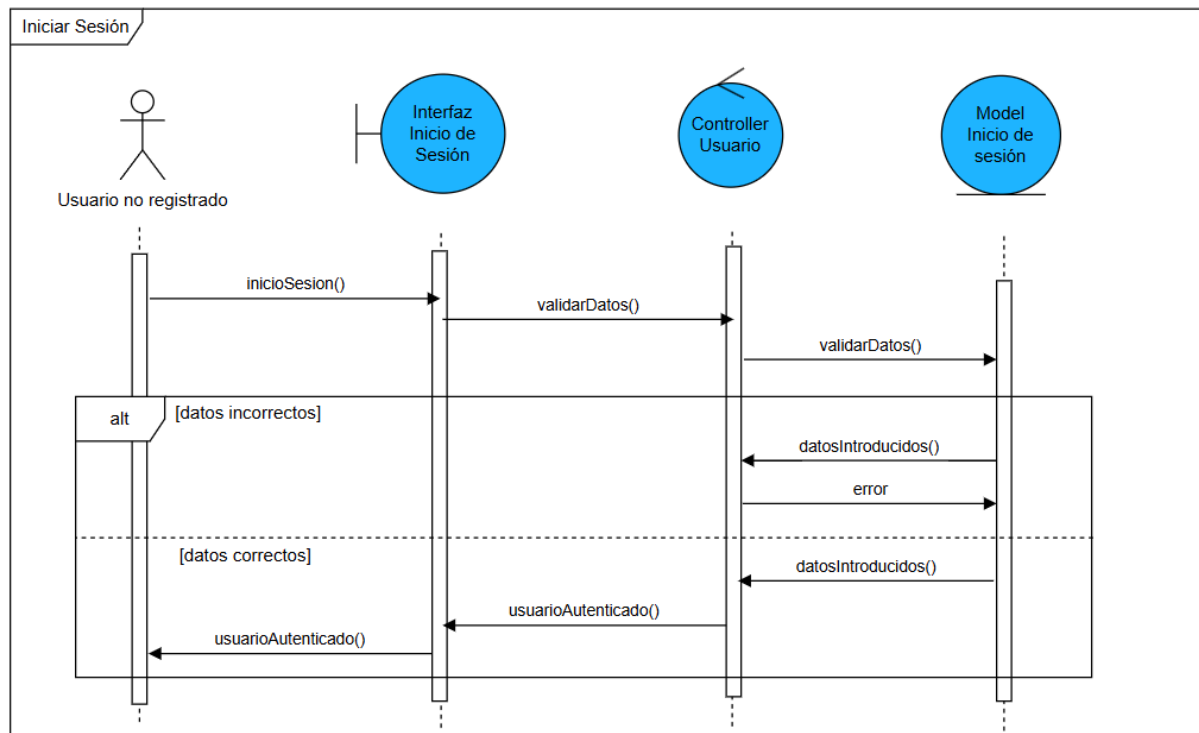 Iniciar Sesión
Interfaz
Inicio de
Sesión
Controller
Usuario
Model
Inicio de
sesión
Usuario no registrado
inicioSesion()
validarDatos()
validarDatos()
alt
[datos incorrectos]
datosIntroducidos()
error
[datos correctos]
datosIntroducidos()
usuarioAutenticado()
usuarioAutenticado()